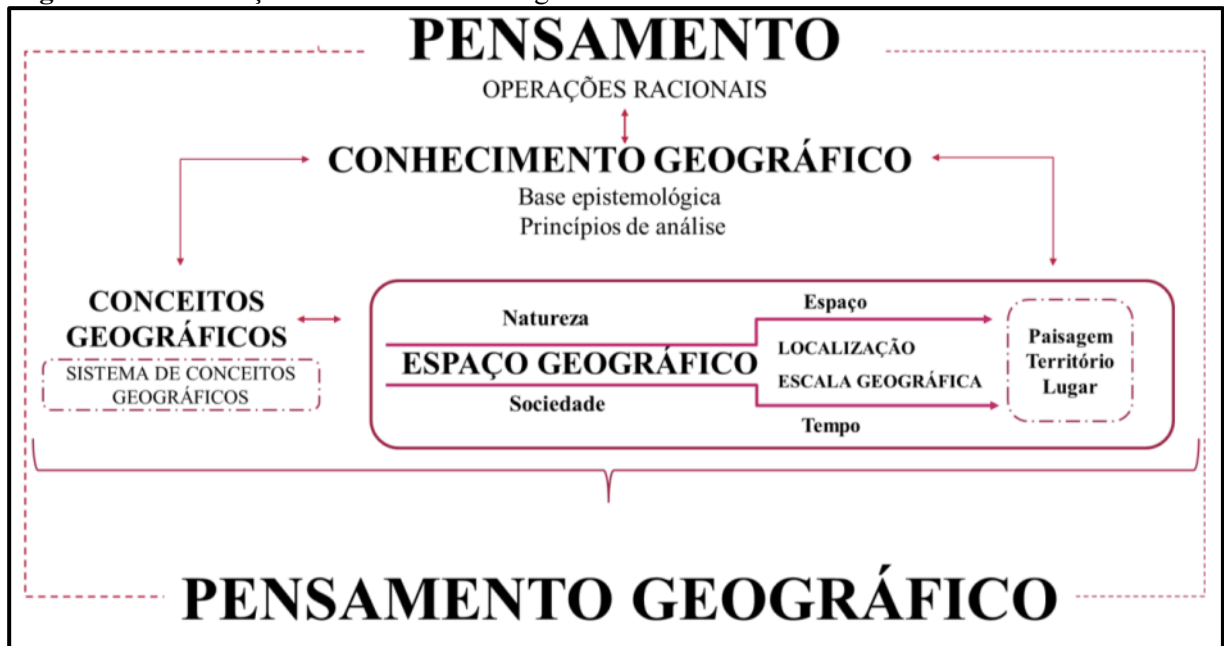 PENSAMENTO
OPERAÇÕES RACIONAIS
CONHECIMENTO GEOGRÁFICO
Base epistemológica
Princípios de análise
CONCEITOS
GEOGRÁFICOS
SISTEMA DE CONCEITOS
GEOGRÁFICOS
Natureza
ESPAÇO GEOGRÁFICO
Sociedade
Espaço
LOCALIZAÇÃO
ESCALA GEOGRÁFICA
Tempo
Paisagem
Território
Lugar
PENSAMENTO GEOGRÁFICO